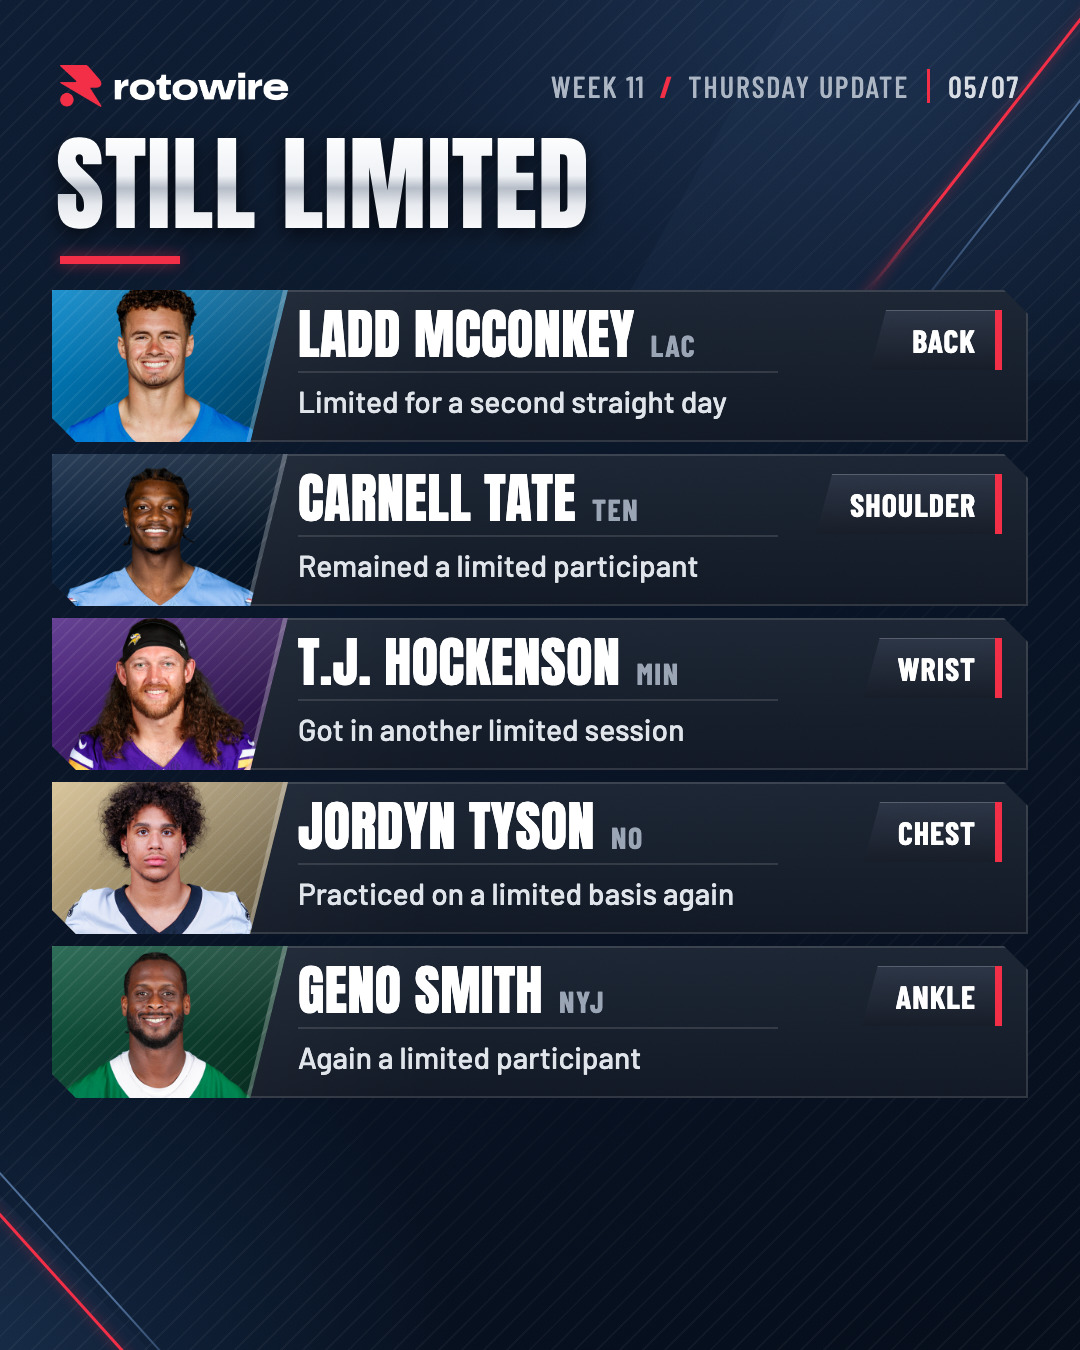 rotowire
WEEK 11 / THURSDAY UPDATE | 05/07
STILL LIMITED
LADD MCCONKEY LAC
BACK
Limited for a second straight day
CARNELL TATE TEN
SHOULDER
Remained a limited participant
T.J. HOCKENSON MIN
WRIST
Got in another limited session
JORDYN TYSON NO
CHEST
Practiced on a limited basis again
GENO SMITH NYJ
ANKLE
Again a limited participant